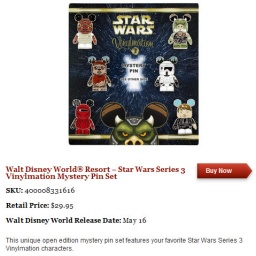 STAR WARS
Vinylmation 3
MYSTERY
PIN
Walt Disney World® Resort – Star Wars Series 3
Vinylmation Mystery Pin Set
Buy Now
SKU: 400008331616
Retail Price: $29.95
Walt Disney World Release Date: May 16
This unique open edition mystery pin set features your favorite Star Wars Series 3
Vinylmation characters.